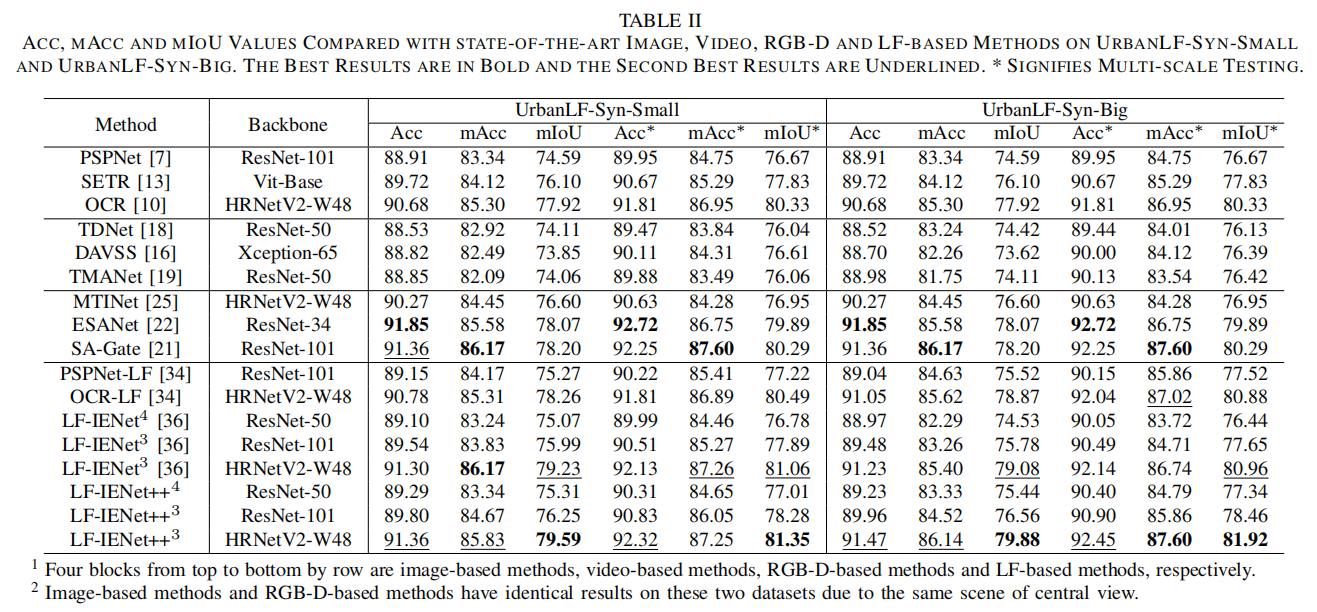 TABLE II
ACC, MACC AND MIOU VALUES COMPARED WITH STATE-OF-THE-ART IMAGE, VIDEO, RGB-D AND LF-BASED METHODS ON URBANLF-SYN-SMALL
AND URBANLF-SYN-BIG. THE BEST RESULTS ARE IN BOLD AND THE SECOND BEST RESULTS ARE UNDERLINED. * SIGNIFIES MULTI-SCALE TESTING.
Method Backbone UrbanLF-Syn-Small UrbanLF-Syn-Big
Acc mAcc mIoU Acc* mAcc* mIoU* Acc mAcc mIoU Acc* mAcc* mIoU*
PSPNet [7] ResNet-101 88.91 83.34 74.59 89.95 84.75 76.67 88.91 83.34 74.59 89.95 84.75 76.67
SETR [13] Vit-Base 89.72 84.12 76.10 90.67 85.29 77.83 89.72 84.12 76.10 90.67 85.29 77.83
OCR [10] HRNetV2-W48 90.68 85.30 77.92 91.81 86.95 80.33 90.68 85.30 77.92 91.81 86.95 80.33
TDNet [18] ResNet-50 88.53 82.92 74.11 89.47 83.84 76.04 88.52 83.24 74.42 89.44 84.01 76.13
DAVSS [16] Xception-65 88.82 82.49 73.85 90.11 84.31 76.61 88.70 82.26 73.62 90.00 84.12 76.39
TMANet [19] ResNet-50 88.85 82.09 74.06 89.88 83.49 76.06 88.98 81.75 74.11 90.13 83.54 76.42
MTINet [25] HRNetV2-W48 90.27 84.45 76.60 90.63 84.28 76.95 90.27 84.45 76.60 90.63 84.28 76.95
ESANet [22] ResNet-34 91.85 85.58 78.07 92.72 86.75 79.89 91.85 85.58 78.07 92.72 86.75 79.89
SA-Gate [21] ResNet-101 91.36 86.17 78.20 92.25 87.60 80.29 91.36 86.17 78.20 92.25 87.60 80.29
PSPNet-LF [34] ResNet-101 89.15 84.17 75.27 90.22 85.41 77.22 89.04 84.63 75.52 90.15 85.86 77.52
OCR-LF [34] HRNetV2-W48 90.78 85.31 78.26 91.81 86.89 80.49 91.05 85.62 78.87 92.04 87.02 80.88
LF-IENet⁴ [36] ResNet-50 89.10 83.24 75.07 89.99 84.46 76.78 88.97 82.29 74.53 90.05 83.72 76.44
LF-IENet³ [36] ResNet-101 89.54 83.83 75.99 90.51 85.27 77.89 89.48 83.26 75.78 90.49 84.71 77.65
LF-IENet³ [36] HRNetV2-W48 91.30 86.17 79.23 92.13 87.26 81.06 91.23 85.40 79.08 92.14 86.74 80.96
LF-IENet++⁴ ResNet-50 89.29 83.34 75.31 90.31 84.65 77.01 89.23 83.33 75.44 90.40 84.79 77.34
LF-IENet++³ ResNet-101 89.80 84.67 76.25 90.83 86.05 78.28 89.96 84.52 76.56 90.90 85.86 78.46
LF-IENet++³ HRNetV2-W48 91.36 85.83 79.59 92.32 87.25 81.35 91.47 86.14 79.88 92.45 87.60 81.92
¹ Four blocks from top to bottom by row are image-based methods, video-based methods, RGB-D-based methods and LF-based methods, respectively.
² Image-based methods and RGB-D-based methods have identical results on these two datasets due to the same scene of central view.